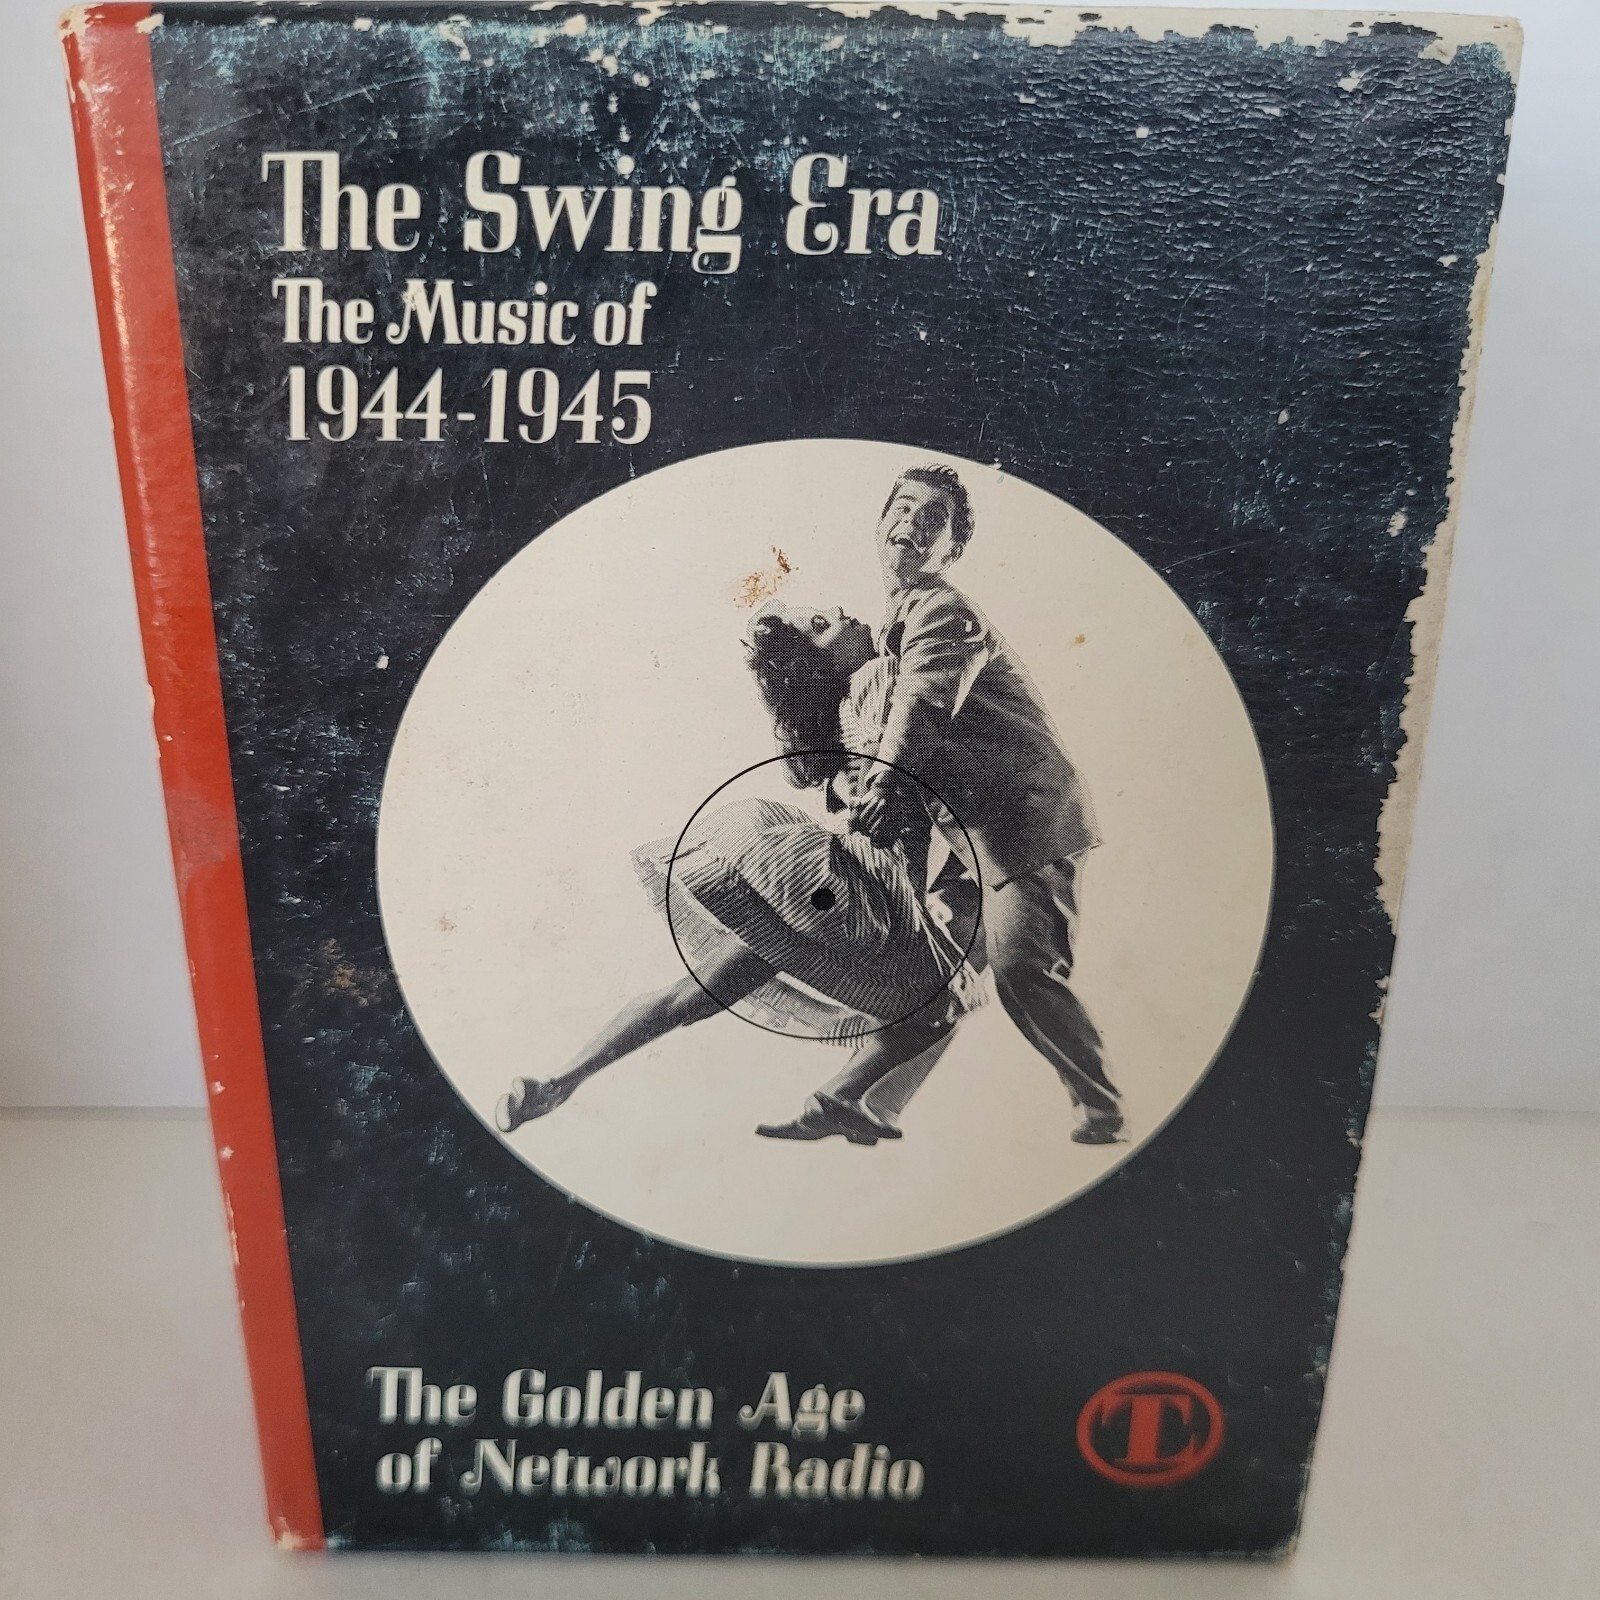 The Swing Era
The Music of
1944-1945
The Golden Age
of Network Radio
T